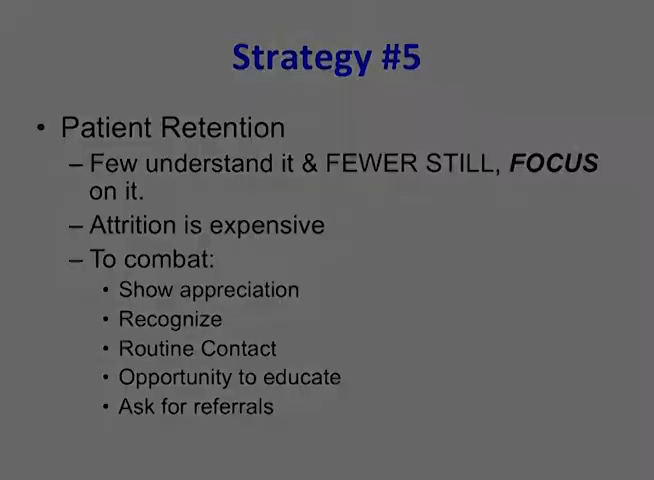 Strategy #5
• Patient Retention
– Few understand it & FEWER STILL, FOCUS
on it.
– Attrition is expensive
– To combat:
• Show appreciation
• Recognize
• Routine Contact
• Opportunity to educate
• Ask for referrals